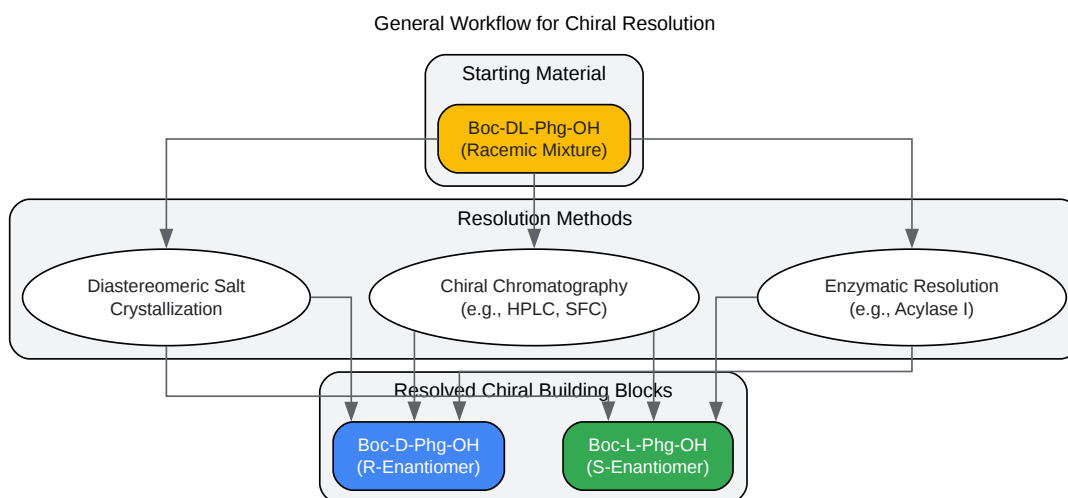 General Workflow for Chiral Resolution
Starting Material
Boc-DL-Phg-OH
(Racemic Mixture)
Resolution Methods
Diastereomeric Salt
Crystallization
Chiral Chromatography
(e.g., HPLC, SFC)
Enzymatic Resolution
(e.g., Acylase I)
Resolved Chiral Building Blocks
Boc-D-Phg-OH
(R-Enantiomer)
Boc-L-Phg-OH
(S-Enantiomer)